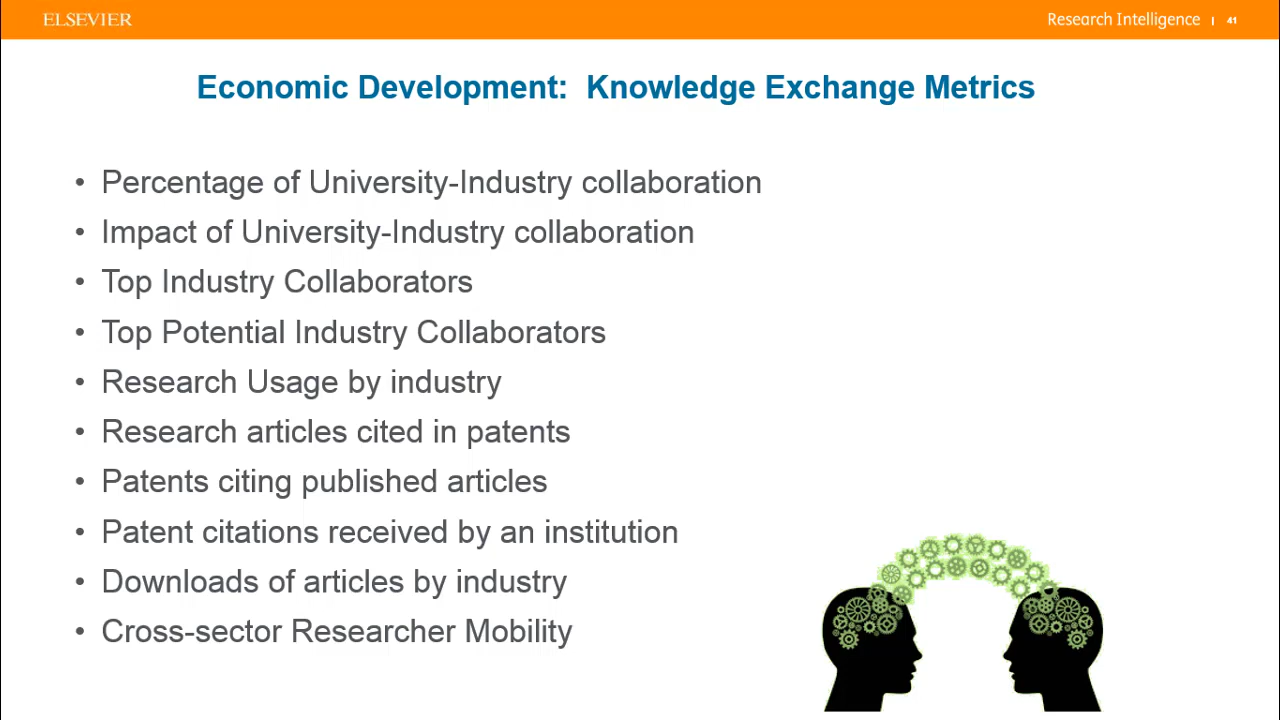 ELSEVIER
Research Intelligence | 41
Economic Development: Knowledge Exchange Metrics
• Percentage of University-Industry collaboration
• Impact of University-Industry collaboration
• Top Industry Collaborators
• Top Potential Industry Collaborators
• Research Usage by industry
• Research articles cited in patents
• Patents citing published articles
• Patent citations received by an institution
• Downloads of articles by industry
• Cross-sector Researcher Mobility